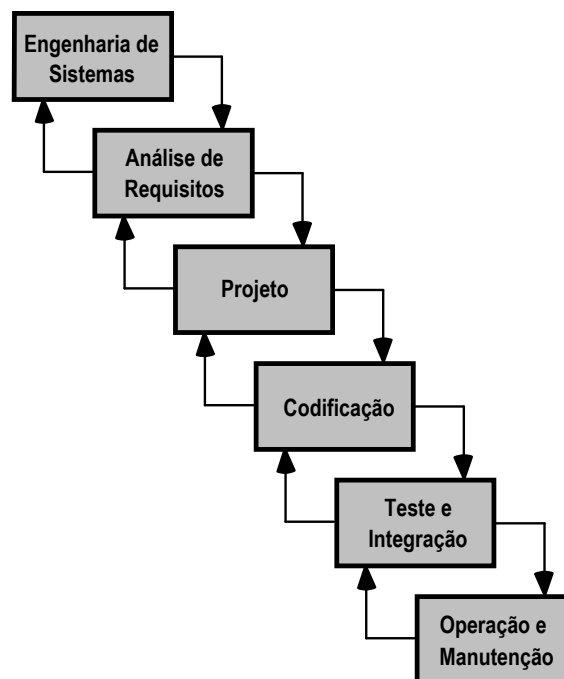 Engenharia de
Sistemas
Análise de
Requisitos
Projeto
Codificação
Teste e
Integração
Operação e
Manutenção